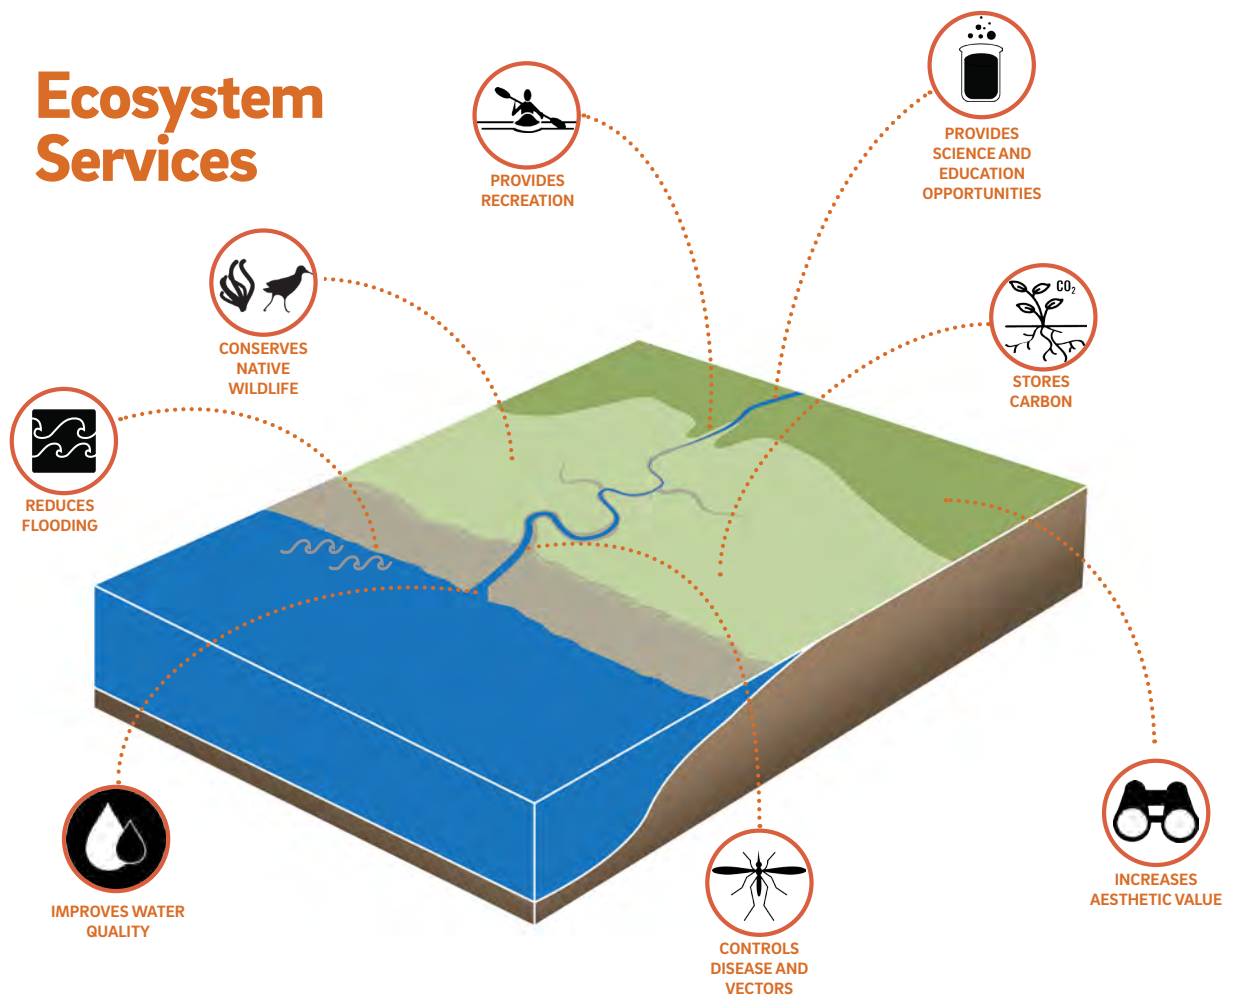 Ecosystem
Services
PROVIDES
RECREATION
PROVIDES
SCIENCE AND
EDUCATION
OPPORTUNITIES
CONSERVES
NATIVE
WILDLIFE
CO₂
STORES
CARBON
REDUCES
FLOODING
IMPROVES WATER
QUALITY
CONTROLS
DISEASE AND
VECTORS
INCREASES
AESTHETIC VALUE